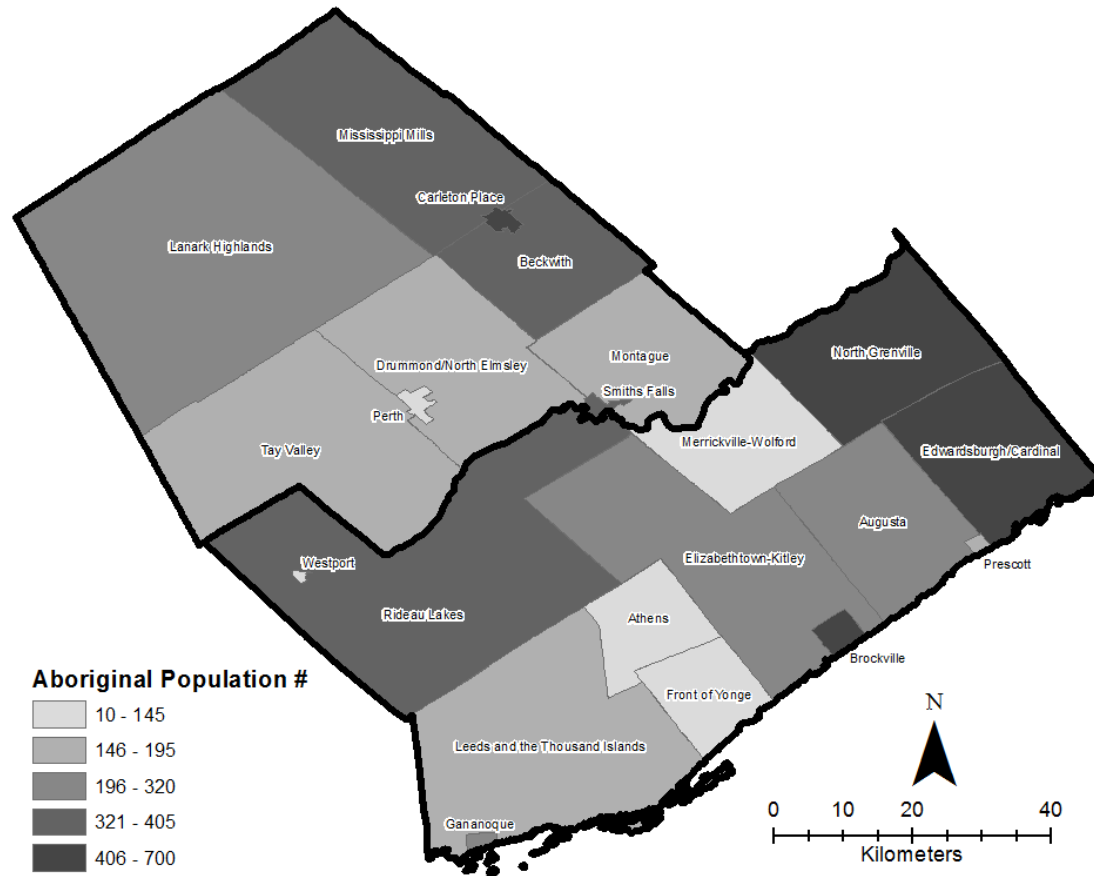 Mississippi Mills
Carleton Place
Lanark Highlands
Beckwith
North Grenville
Montague
Drummond/North Elmsley
Smiths Falls
Perth
Merrickville-Wolford
Tay Valley
Edwardsburgh/Cardinal
Augusta
Elizabethtown-Kitley
Westport
Prescott
Rideau Lakes
Athens
Brockville
Front of Yonge
Leeds and the Thousand Islands
Gananoque
Aboriginal Population #
10 - 145
146 - 195
196 - 320
321 - 405
406 - 700
N
0 10 20 40
Kilometers